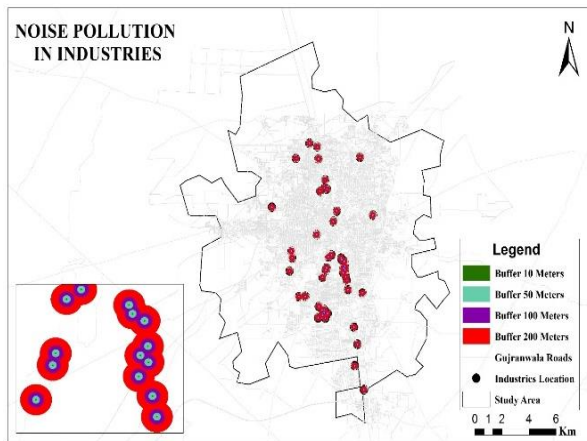 NOISE POLLUTION
IN INDUSTRIES
N
Legend
Buffer 10 Meters
Buffer 50 Meters
Buffer 100 Meters
Buffer 200 Meters
Gujranwala Roads
Industries Location
Study Area
0 1 2 4 6
Km